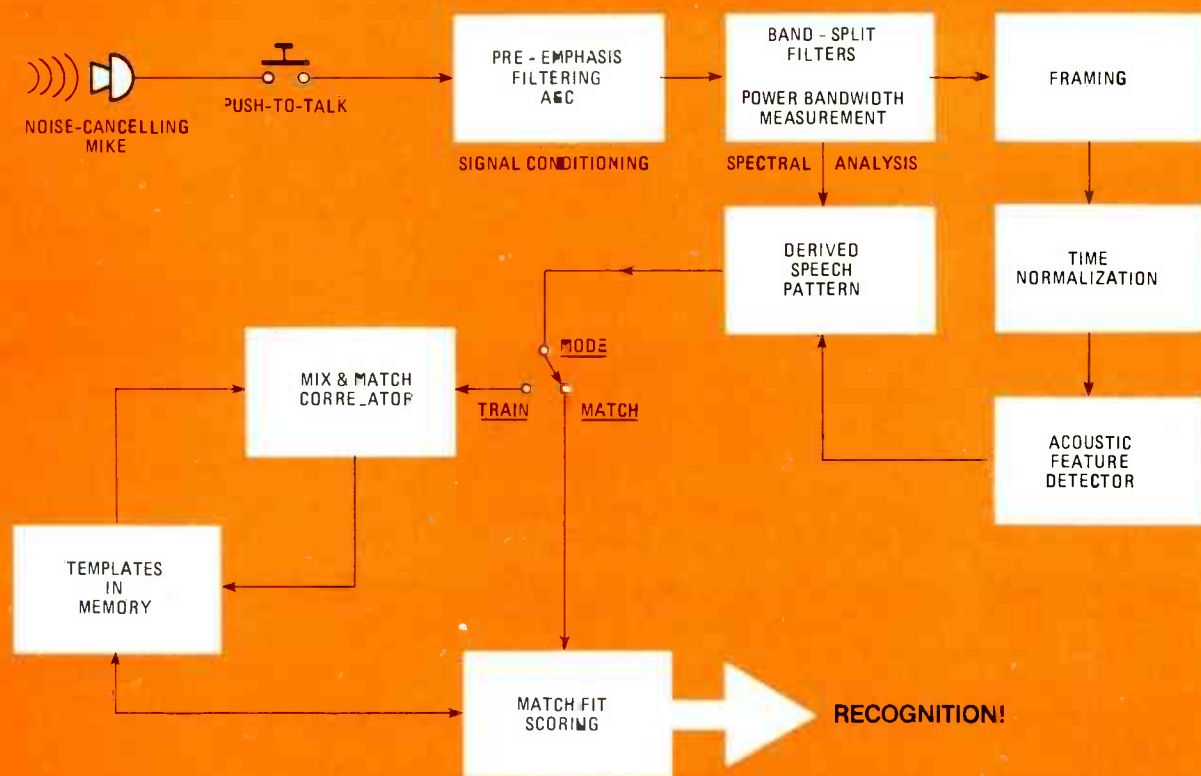 PRE-EMPHASIS
FILTERING
AGC
BAND-SPLIT
FILTERS
POWER BANDWIDTH
MEASUREMENT
FRAMING
PUSH-TO-TALK
NOISE-CANCELLING
MIKE
SIGNAL CONDITIONING
SPECTRAL ANALYSIS
DERIVED
SPEECH
PATTERN
TIME
NORMALIZATION
MODE
MIX & MATCH
CORRELATOR
TRAIN
MATCH
ACOUSTIC
FEATURE
DETECTOR
TEMPLATES
IN
MEMORY
MATCH FIT
SCORING
RECOGNITION!